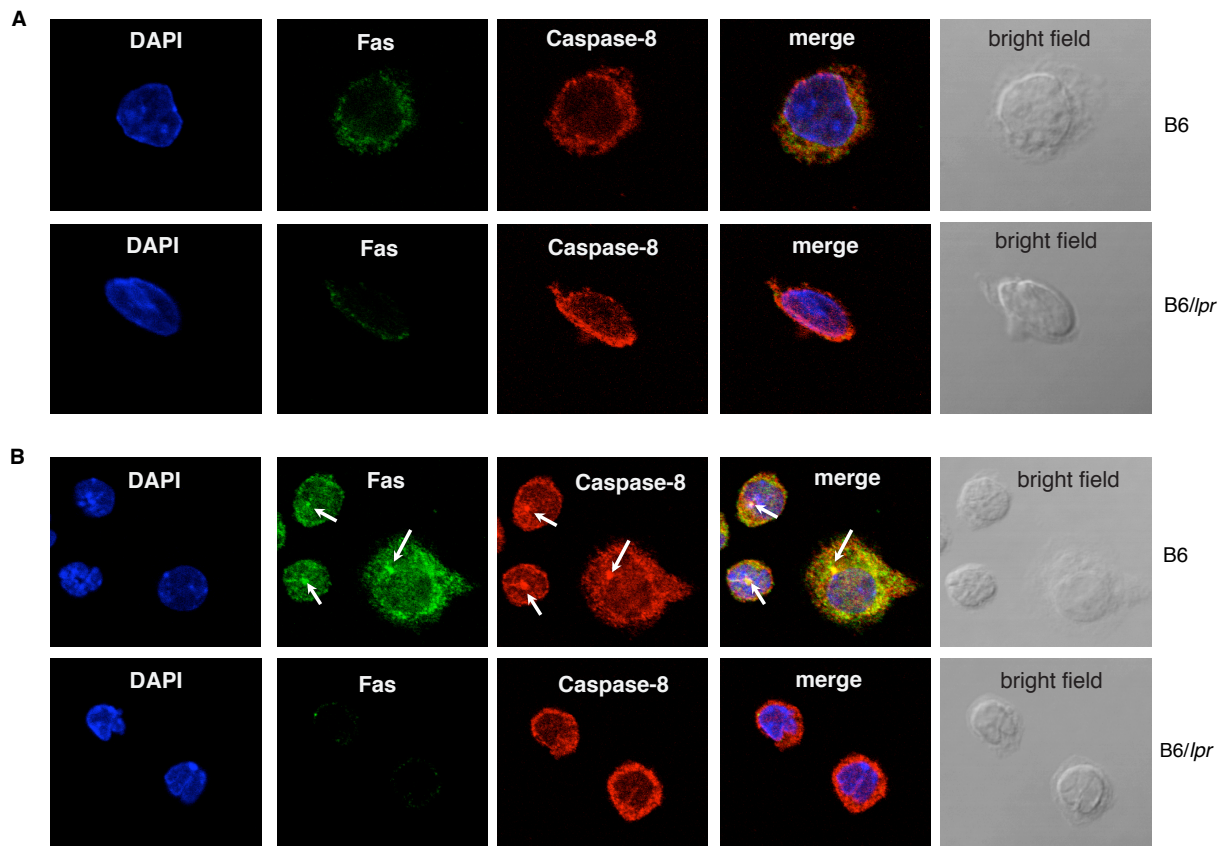 A
DAPI
Fas
Caspase-8
merge
bright field
B6
DAPI
Fas
Caspase-8
merge
bright field
B6/lpr
B
DAPI
Fas
Caspase-8
merge
bright field
B6
DAPI
Fas
Caspase-8
merge
bright field
B6/lpr